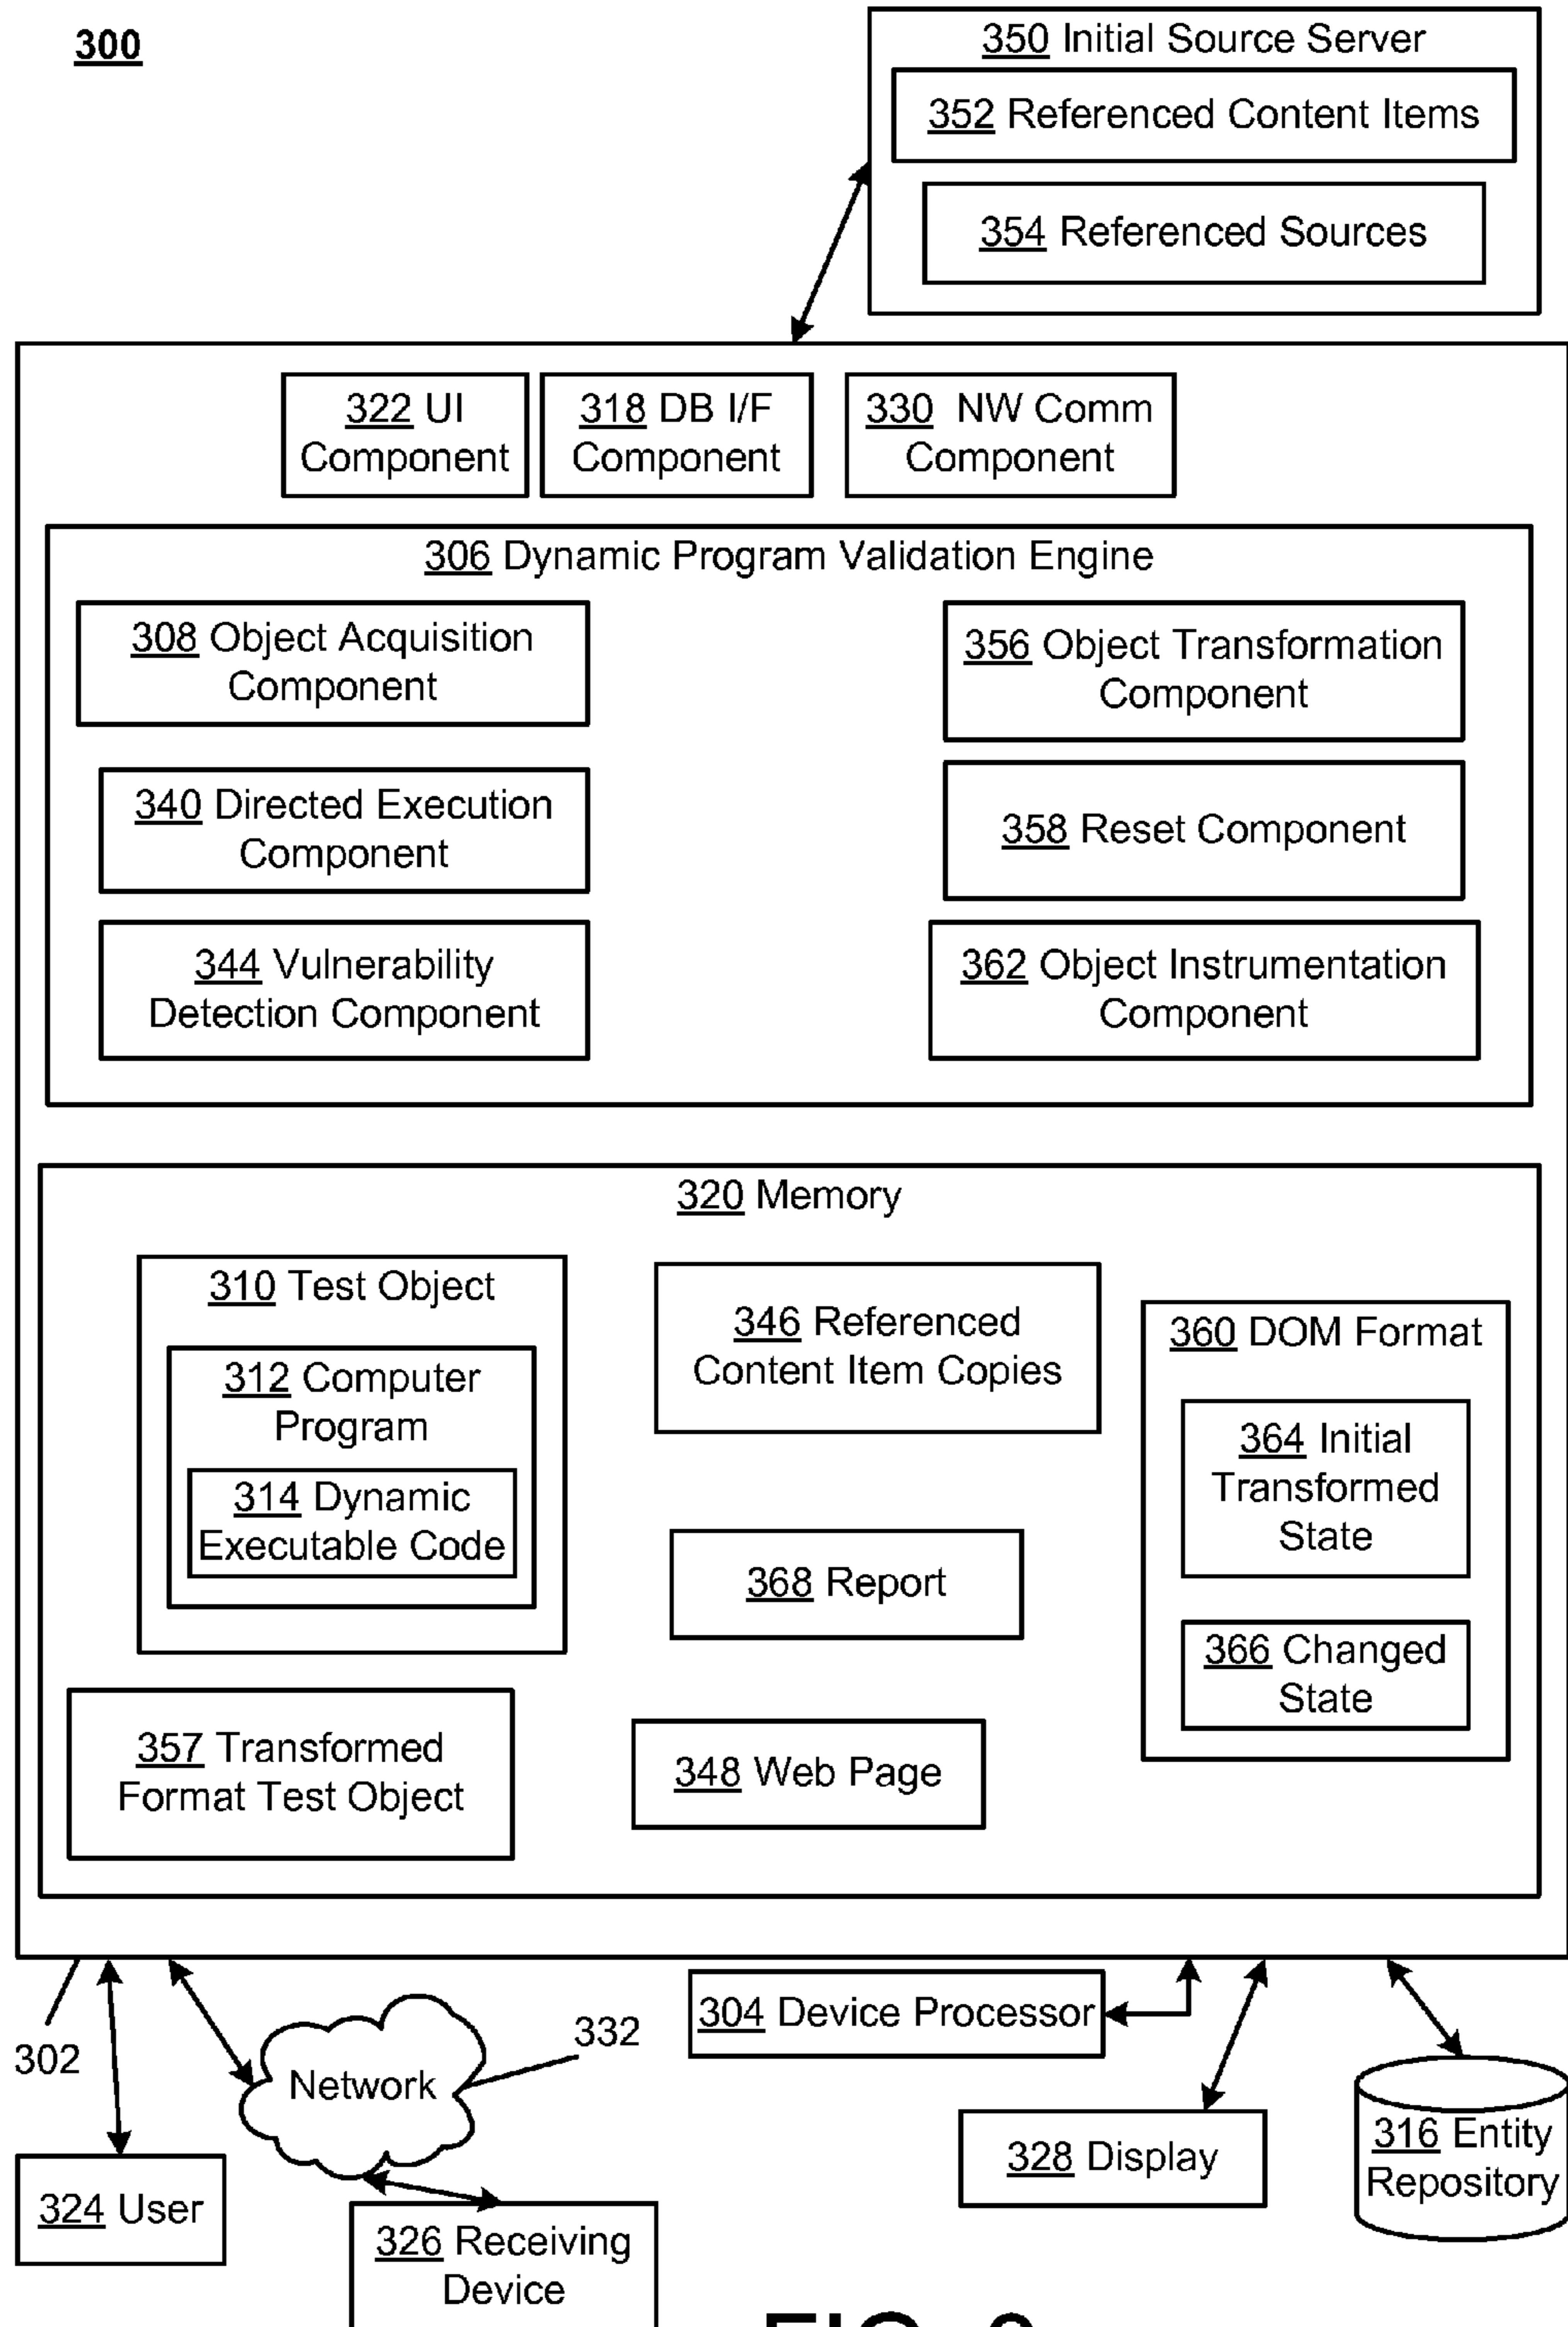 300
350 Initial Source Server
352 Referenced Content Items
354 Referenced Sources
322 UI
Component
318 DB I/F
Component
330 NW Comm
Component
306 Dynamic Program Validation Engine
308 Object Acquisition
Component
356 Object Transformation
Component
340 Directed Execution
Component
358 Reset Component
344 Vulnerability
Detection Component
362 Object Instrumentation
Component
320 Memory
310 Test Object
312 Computer
Program
314 Dynamic
Executable Code
346 Referenced
Content Item Copies
360 DOM Format
364 Initial
Transformed
State
368 Report
366 Changed
State
357 Transformed
Format Test Object
348 Web Page
302
304 Device Processor
332
Network
324 User
326 Receiving
Device
328 Display
316 Entity
Repository